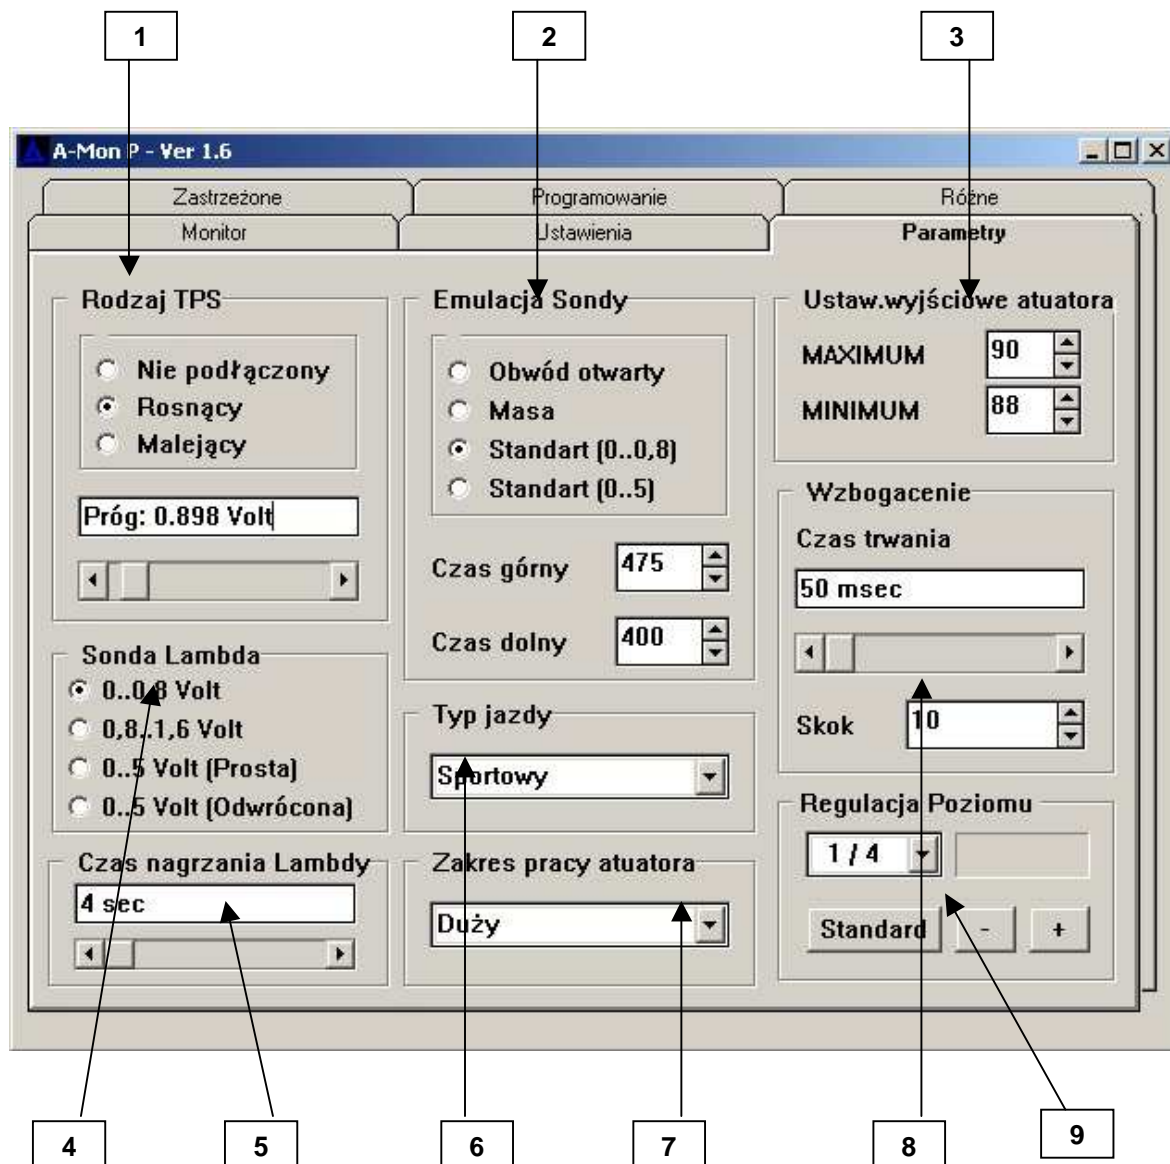 1
2
3
A-Mon P - Ver 1.6
Zastrzeżone
Programowanie
Różne
Monitor
Ustawienia
Parametry
Rodzaj TPS
Nie podłączony
Rosnący
Malejący
Próg: 0.898 Volt
Sonda Lambda
0..0,8 Volt
0,8..1,6 Volt
0..5 Volt (Prosta)
0..5 Volt (Odwrócona)
Czas nagrzania Lambdy
4 sec
Emulacja Sondy
Obwód otwarty
Masa
Standart (0..0,8)
Standart (0..5)
Czas górny 475
Czas dolny 400
Typ jazdy
Sportowy
Zakres pracy atuatora
Duży
Ustaw.wyjściowe atuatora
MAXIMUM 90
MINIMUM 88
Wzbogacenie
Czas trwania
50 msec
Skok 10
Regulacja Poziomu
1 / 4
Standard - +
4
5
6
7
8
9